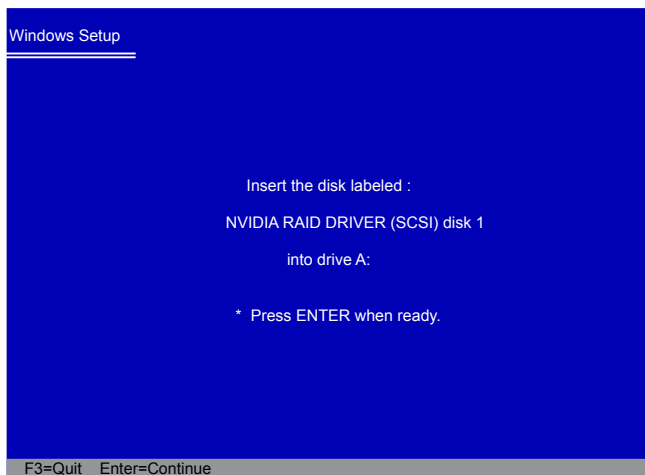 Windows Setup
Insert the disk labeled :
NVIDIA RAID DRIVER (SCSI) disk 1
into drive A:
* Press ENTER when ready.
F3=Quit Enter=Continue